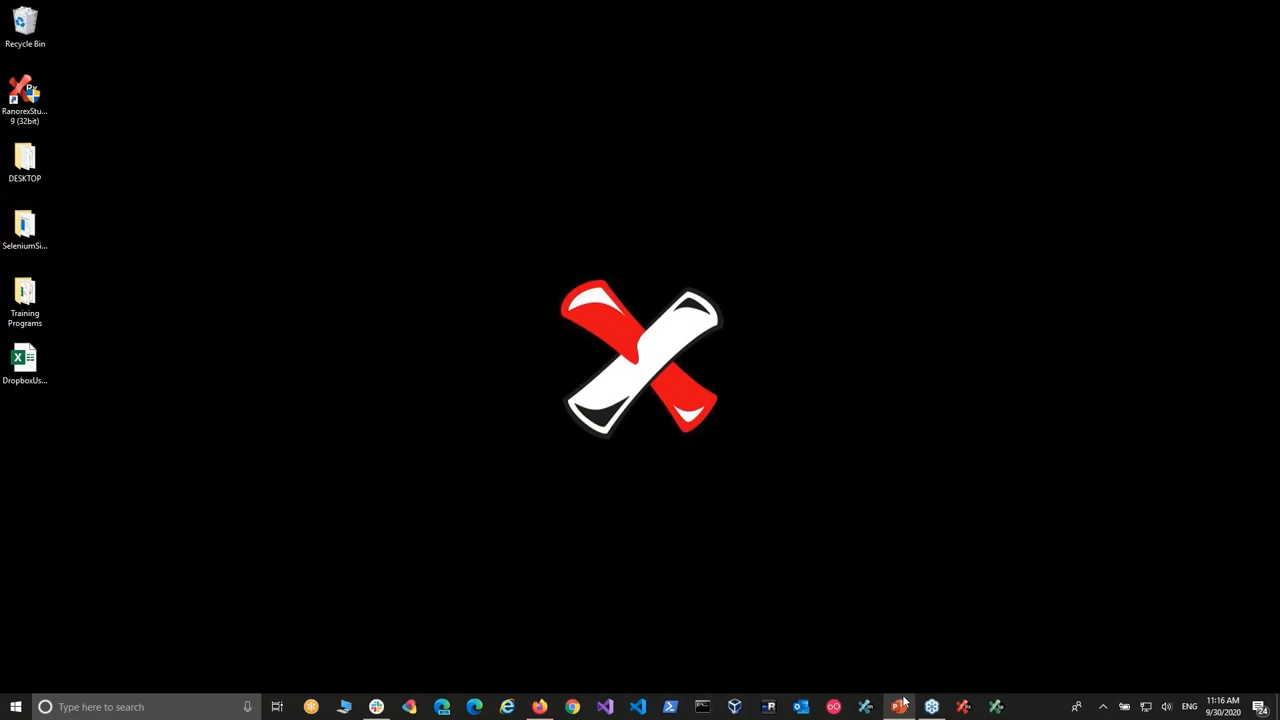 Recycle Bin
RanorexStu...
9 (32bit)
DESKTOP
SeleniumSi...
Training
Programs
DropboxUs...
Type here to search
ENG
11:16 AM
9/30/2020
24